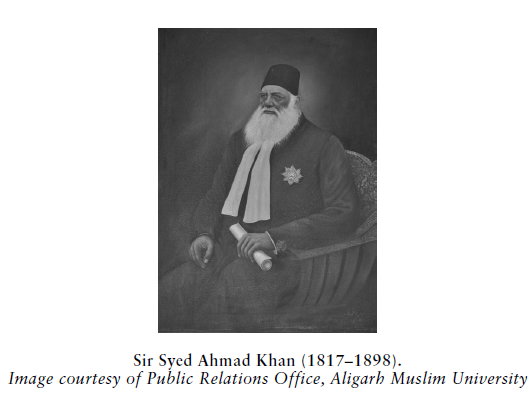 Sir Syed Ahmad Khan (1817–1898).
Image courtesy of Public Relations Office, Aligarh Muslim University